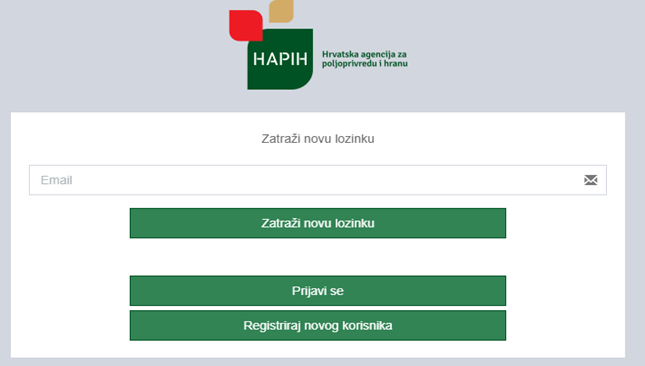 HAPIH
Hrvatska agencija za
poljoprivredu i hranu
Zatraži novu lozinku
Email
Zatraži novu lozinku
Prijavi se
Registriraj novog korisnika